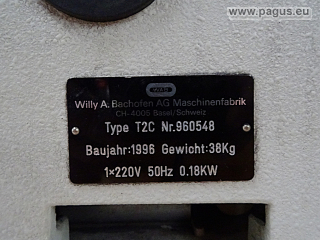 www.pagus.eu
WAB
Willy A. Bachofen AG Maschinenfabrik
CH-4005 Basel/Schweiz
Type T2C Nr.960548
Baujahr:1996 Gewicht:38Kg
1×220V 50Hz 0.18KW